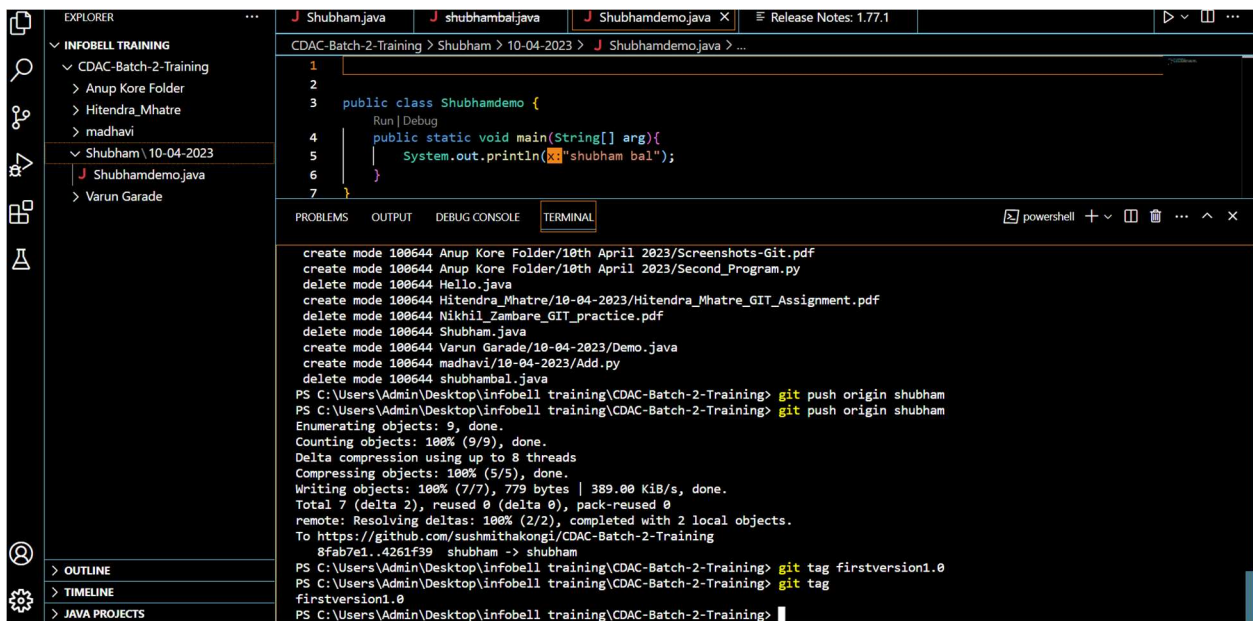 EXPLORER
INFOBELL TRAINING
CDAC-Batch-2-Training
Anup Kore Folder
Hitendra_Mhatre
madhavi
Shubham\10-04-2023
J Shubhamdemo.java
Varun Garade
OUTLINE
TIMELINE
JAVA PROJECTS
J Shubham.java J shubhambal.java J Shubhamdemo.java Release Notes: 1.77.1
CDAC-Batch-2-Training > Shubham > 10-04-2023 > J Shubhamdemo.java > ...
1
2
3 public class Shubhamdemo {
Run | Debug
4 public static void main(String[] arg){
5 System.out.println(x:"shubham bal");
6 }
7 }
PROBLEMS OUTPUT DEBUG CONSOLE TERMINAL powershell
create mode 100644 Anup Kore Folder/10th April 2023/Screenshots-Git.pdf
create mode 100644 Anup Kore Folder/10th April 2023/Second_Program.py
delete mode 100644 Hello.java
create mode 100644 Hitendra_Mhatre/10-04-2023/Hitendra_Mhatre_GIT_Assignment.pdf
delete mode 100644 Nikhil_Zambare_GIT_practice.pdf
delete mode 100644 Shubham.java
create mode 100644 Varun Garade/10-04-2023/Demo.java
create mode 100644 madhavi/10-04-2023/Add.py
delete mode 100644 shubhambal.java
PS C:\Users\Admin\Desktop\infobell training\CDAC-Batch-2-Training> git push origin shubham
PS C:\Users\Admin\Desktop\infobell training\CDAC-Batch-2-Training> git push origin shubham
Enumerating objects: 9, done.
Counting objects: 100% (9/9), done.
Delta compression using up to 8 threads
Compressing objects: 100% (5/5), done.
Writing objects: 100% (7/7), 779 bytes | 389.00 KiB/s, done.
Total 7 (delta 2), reused 0 (delta 0), pack-reused 0
remote: Resolving deltas: 100% (2/2), completed with 2 local objects.
To https://github.com/sushmithakongi/CDAC-Batch-2-Training
8fab7e1..4261f39 shubham -> shubham
PS C:\Users\Admin\Desktop\infobell training\CDAC-Batch-2-Training> git tag firstversion1.0
PS C:\Users\Admin\Desktop\infobell training\CDAC-Batch-2-Training> git tag
firstversion1.0
PS C:\Users\Admin\Desktop\infobell training\CDAC-Batch-2-Training>